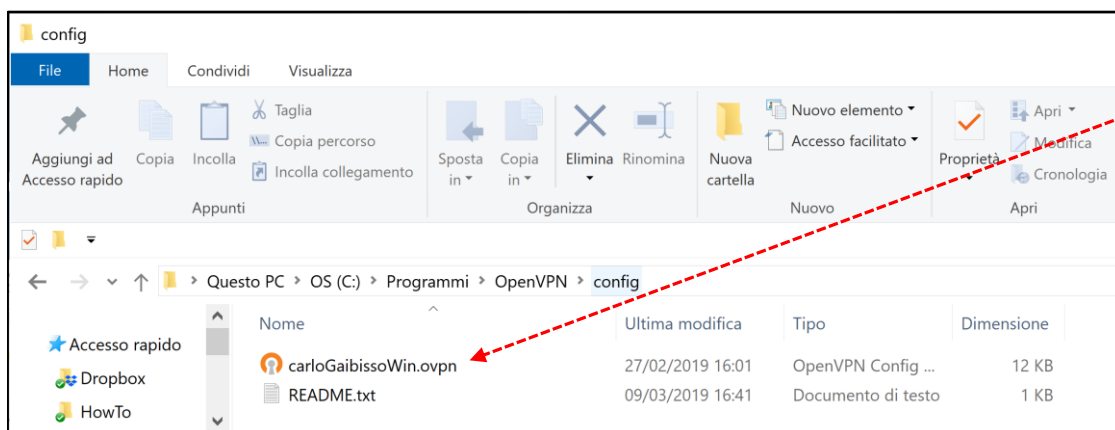 config
File Home Condividi Visualizza
Aggiungi ad Accesso rapido
Copia
Incolla
Taglia
Copia percorso
Incolla collegamento
Appunti
Sposta in
Copia in
Elimina
Rinomina
Organizza
Nuova cartella
Nuovo elemento
Accesso facilitato
Nuovo
Proprietà
Apri
Modifica
Cronologia
Apri
Questo PC > OS (C:) > Programmi > OpenVPN > config
Nome Ultima modifica Tipo Dimensione
Accesso rapido
Dropbox
HowTo
carloGaibissoWin.ovpn 27/02/2019 16:01 OpenVPN Config ... 12 KB
README.txt 09/03/2019 16:41 Documento di testo 1 KB